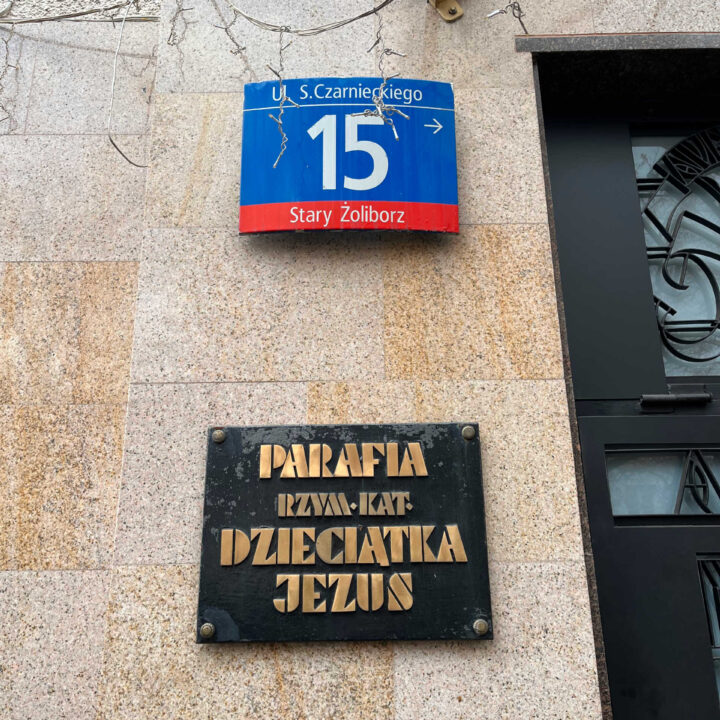 Ul. S.Czarnieckiego
15
Stary Żoliborz
PARAFIA
RZYM·KAT·
DZIECIĄTKA
JEZUS